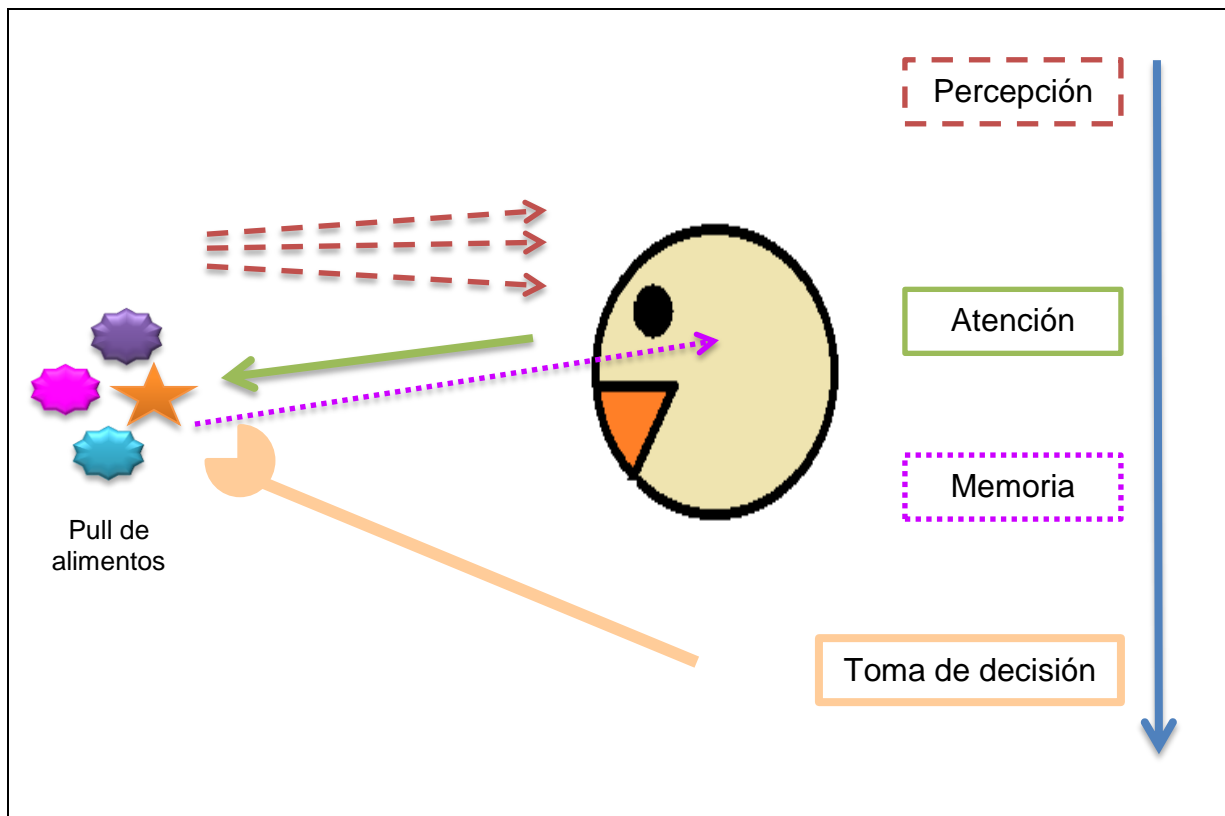 Percepción
Atención
Memoria
Pull de
alimentos
Toma de decisión